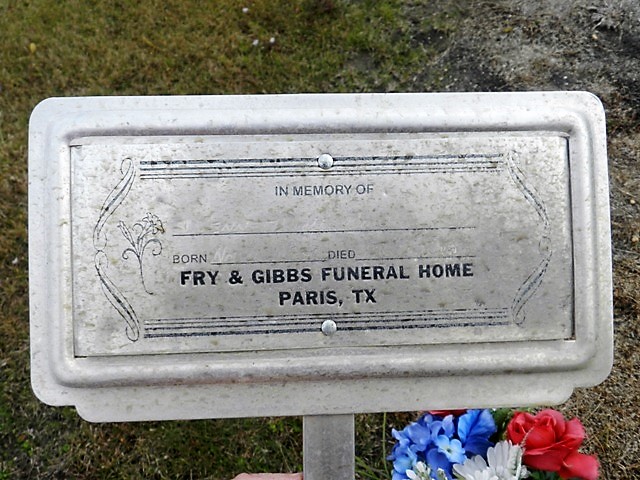 IN MEMORY OF
BORN DIED
FRY & GIBBS FUNERAL HOME
PARIS, TX